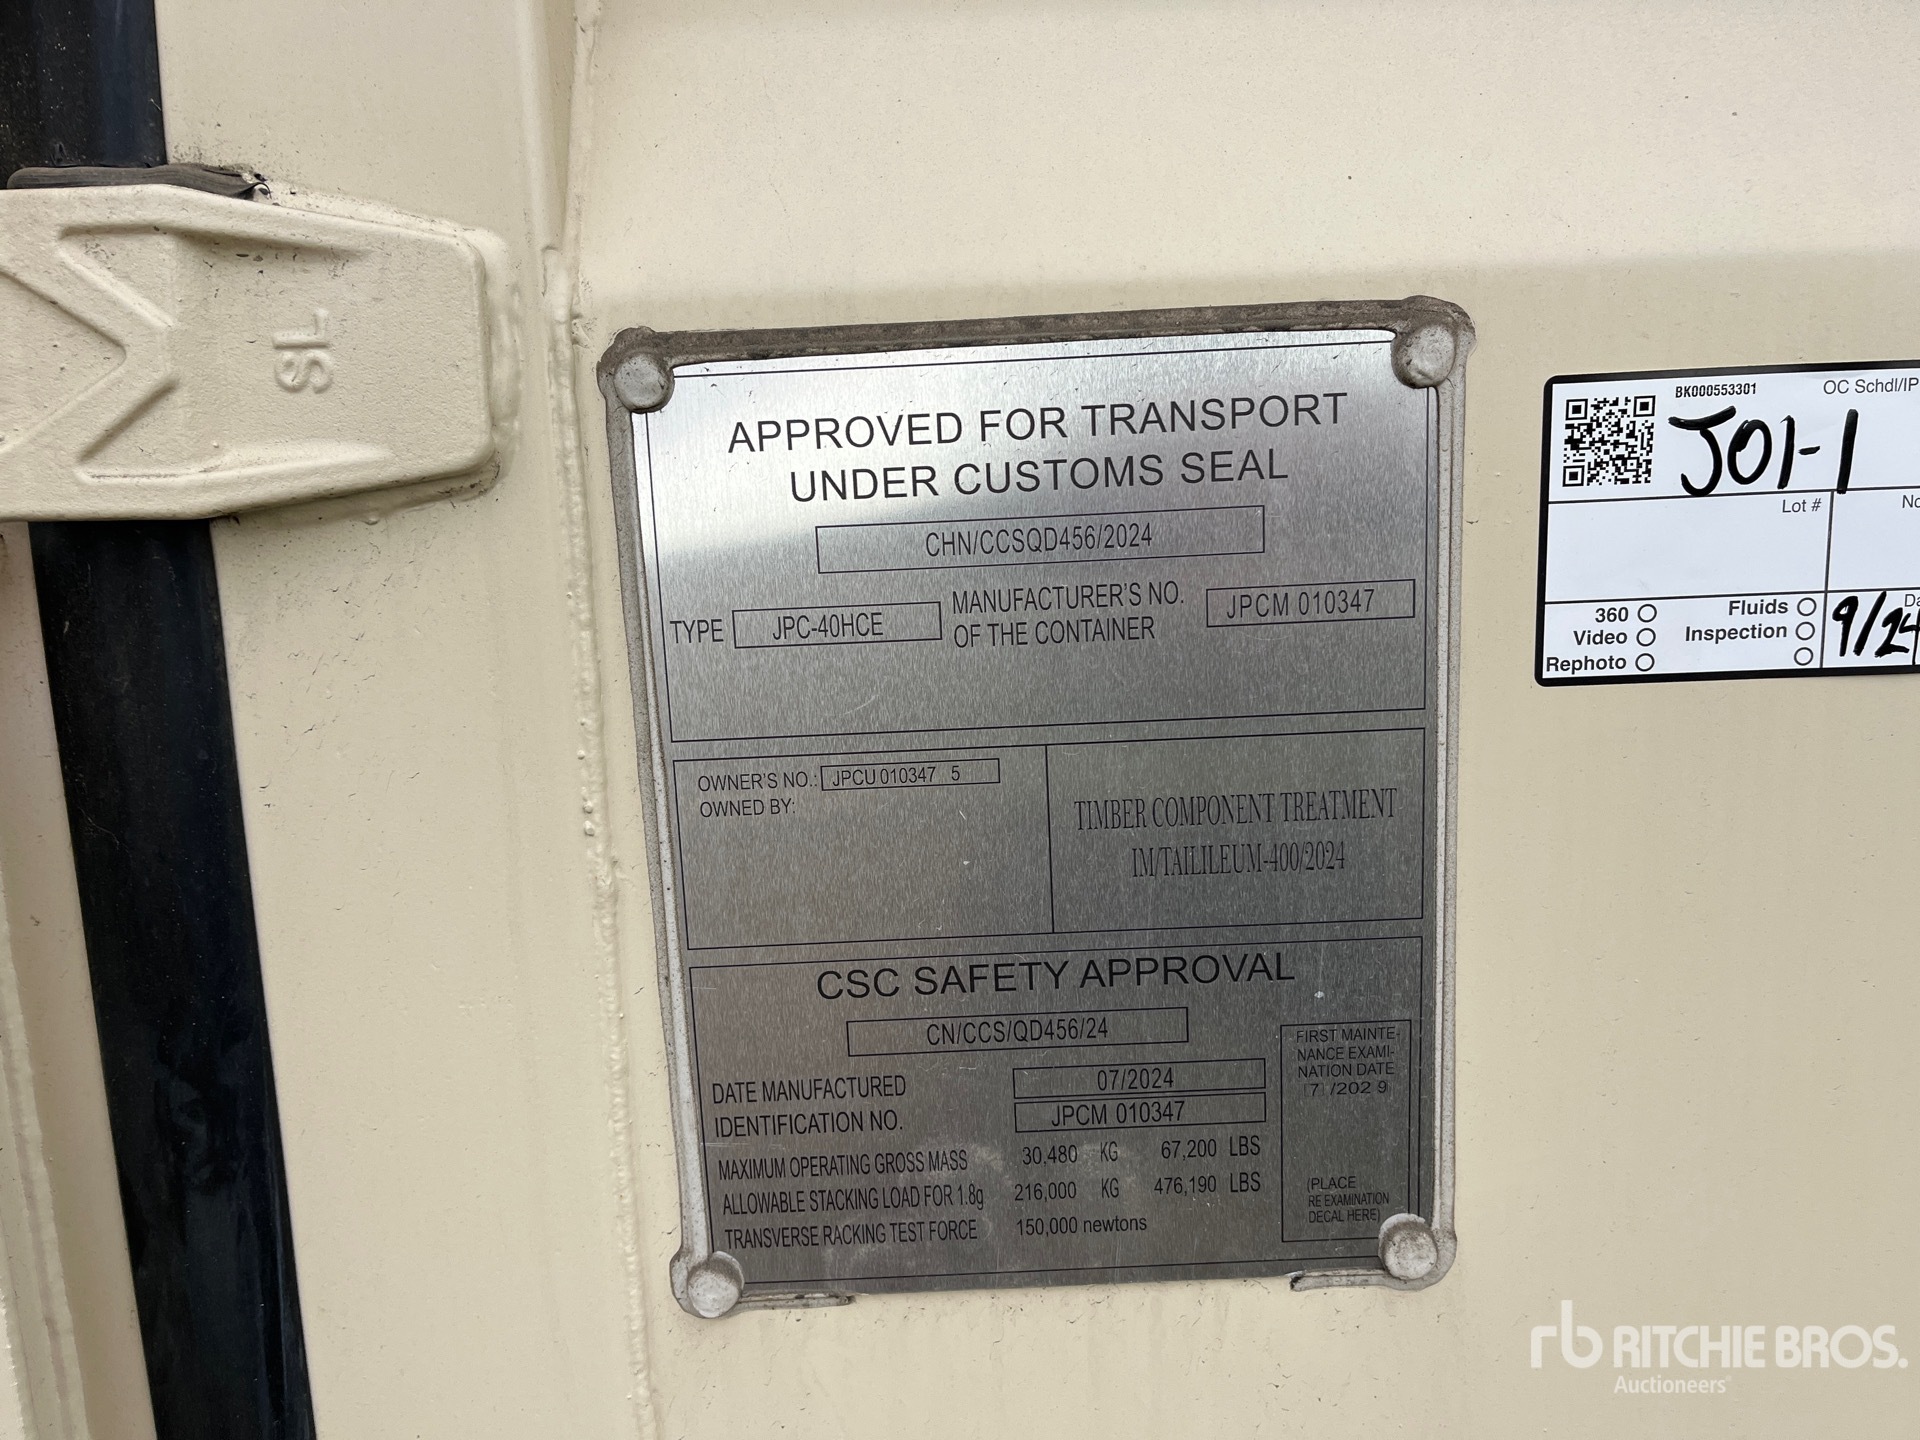 SL
APPROVED FOR TRANSPORT
UNDER CUSTOMS SEAL
CHN/CCSQD456/2024
TYPE JPC-40HCE MANUFACTURER'S NO. OF THE CONTAINER JPCM 010347
OWNER'S NO.: JPCU 010347 5
OWNED BY:
TIMBER COMPONENT TREATMENT
IM/TAILILEUM-400/2024
CSC SAFETY APPROVAL
CN/CCS/QD456/24
DATE MANUFACTURED 07/2024
IDENTIFICATION NO. JPCM 010347
MAXIMUM OPERATING GROSS MASS 30,480 KG 67,200 LBS
ALLOWABLE STACKING LOAD FOR 1.8g 216,000 KG 476,190 LBS
TRANSVERSE RACKING TEST FORCE 150,000 newtons
FIRST MAINTE-
NANCE EXAMI-
NATION DATE
(7)/202 9)
(PLACE
RE EXAMINATION
DECAL HERE)
BK000553301 OC Schdl/IP
J01-1
Lot #
360
Video
Rephoto
Fluids
Inspection
9/24
RITCHIE BROS.
Auctioneers